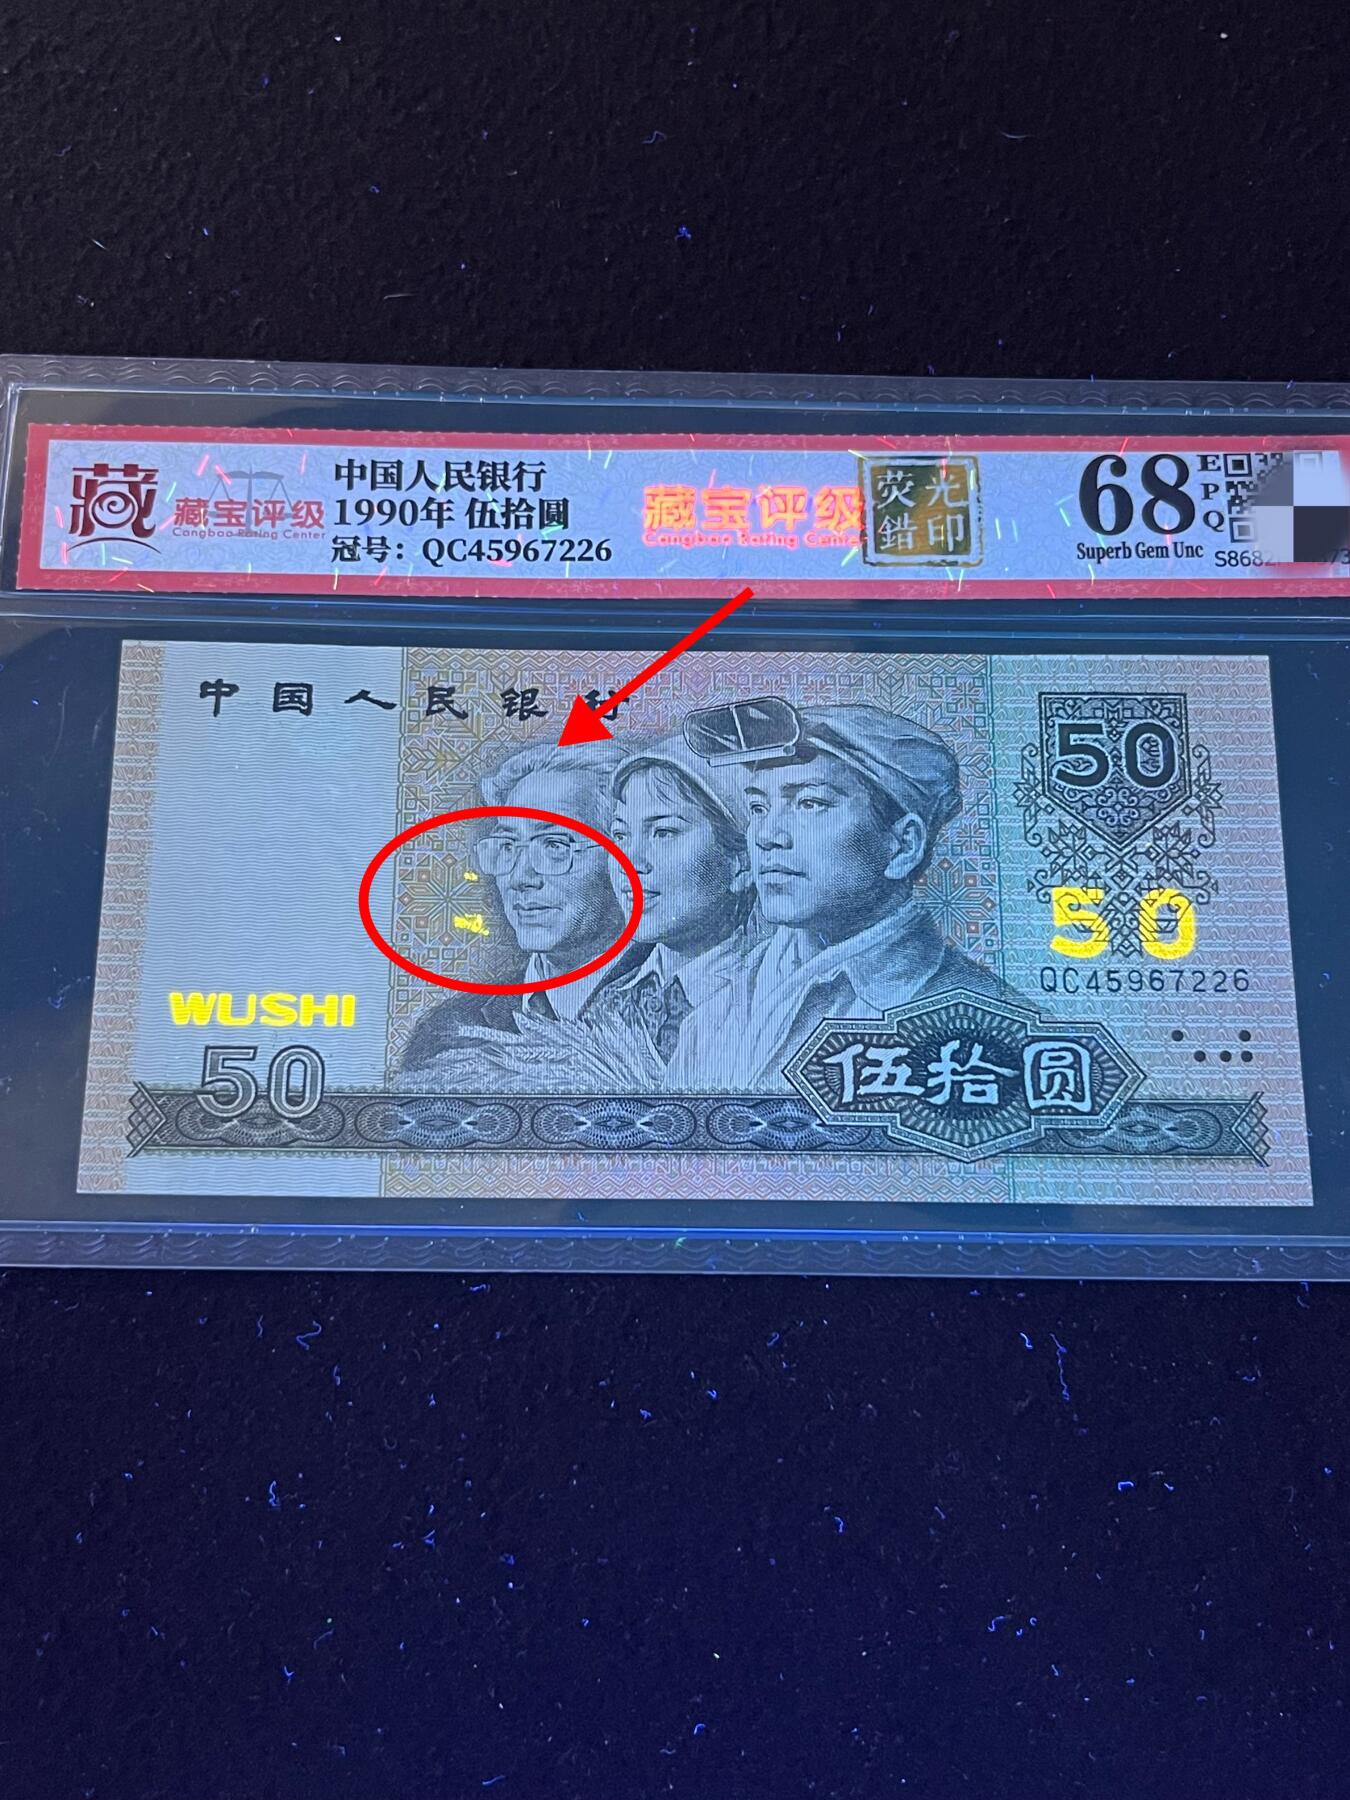 藏
藏宝评级
Cangbao Rating Center
中国人民银行
1990年 伍拾圓
冠号：QC45967226
藏宝评级
Cangbao Rating Center
荧光
錯印
68
EPQ
Superb Gem Unc
中国人民银行
50
50
QC45967226
WUSHI
50
伍拾圆